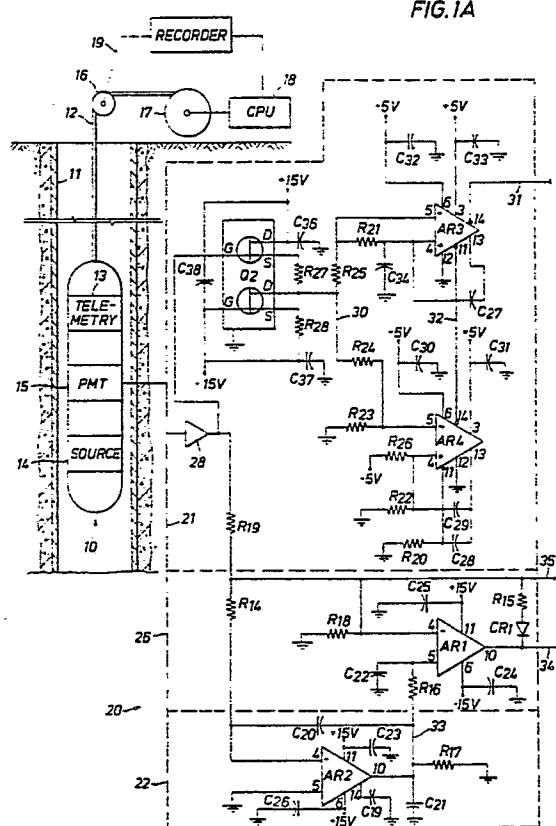 FIG.1A
19
RECORDER
16
12
17
18
CPU
11
13
TELE-
METRY
15
PMT
14
SOURCE
10
21
26
20
22
+5V
C32
+5V
C33
+15V
C36
G
D
S
Q2
G
D
S
C38
R27
R28
-15V
C37
R21
R25
C34
5
4
6
3
14
13
12
11
AR3
31
C27
32
30
R24
-5V
C30
+5V
C31
R23
R26
-5V
5
4
6
14
3
13
11
12
AR4
R22
C29
R20
C28
28
R19
R14
35
C25
+15V
R15
CR1
R18
4
5
11
10
6
AR1
34
C22
R16
C24
-15V
C20
+15V
C23
33
R17
4
5
11
10
6
14
AR2
C26
C19
-15V
C21